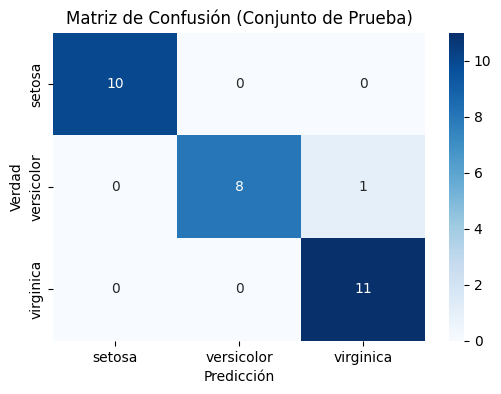 Matriz de Confusión (Conjunto de Prueba)
Verdad
setosa
versicolor
virginica
10 0 0
0 8 1
0 0 11
setosa versicolor virginica
Predicción
10
8
6
4
2
0